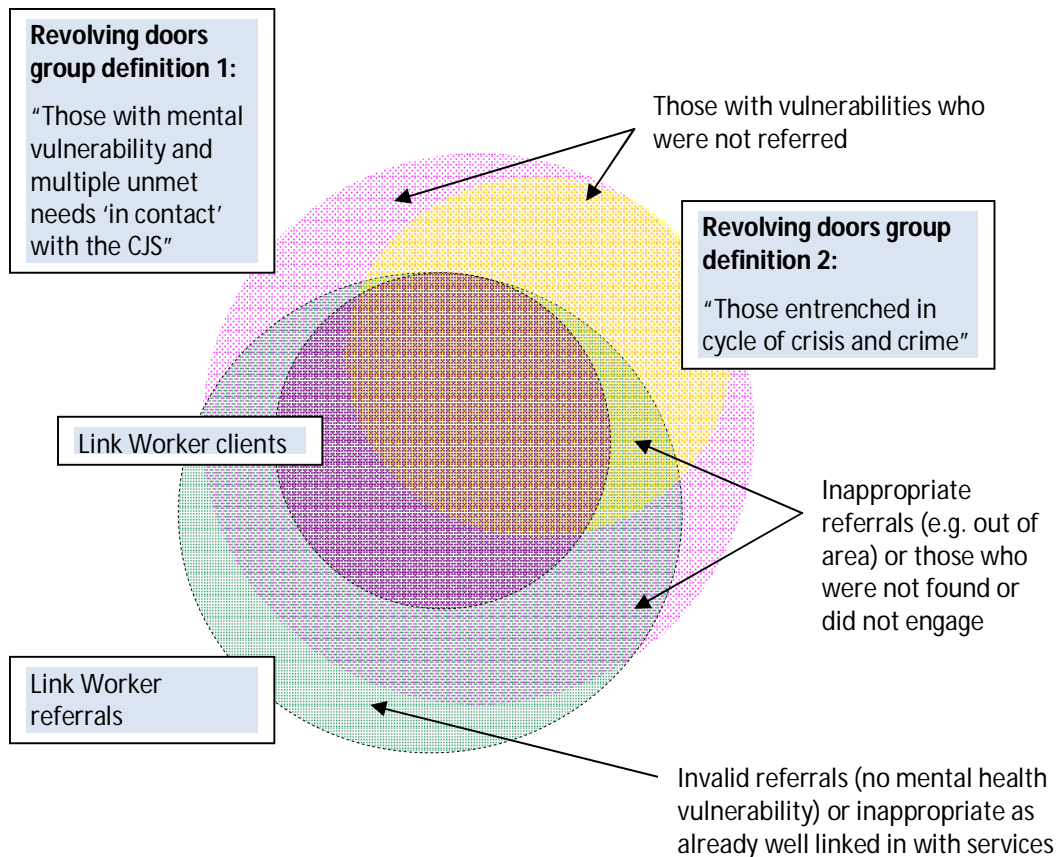 Revolving doors
group definition 1:
“Those with mental
vulnerability and
multiple unmet
needs ‘in contact’
with the CJS”
Those with vulnerabilities who
were not referred
Revolving doors group
definition 2:
“Those entrenched in
cycle of crisis and crime”
Link Worker clients
Inappropriate
referrals (e.g. out of
area) or those who
were not found or
did not engage
Link Worker
referrals
Invalid referrals (no mental health
vulnerability) or inappropriate as
already well linked in with services